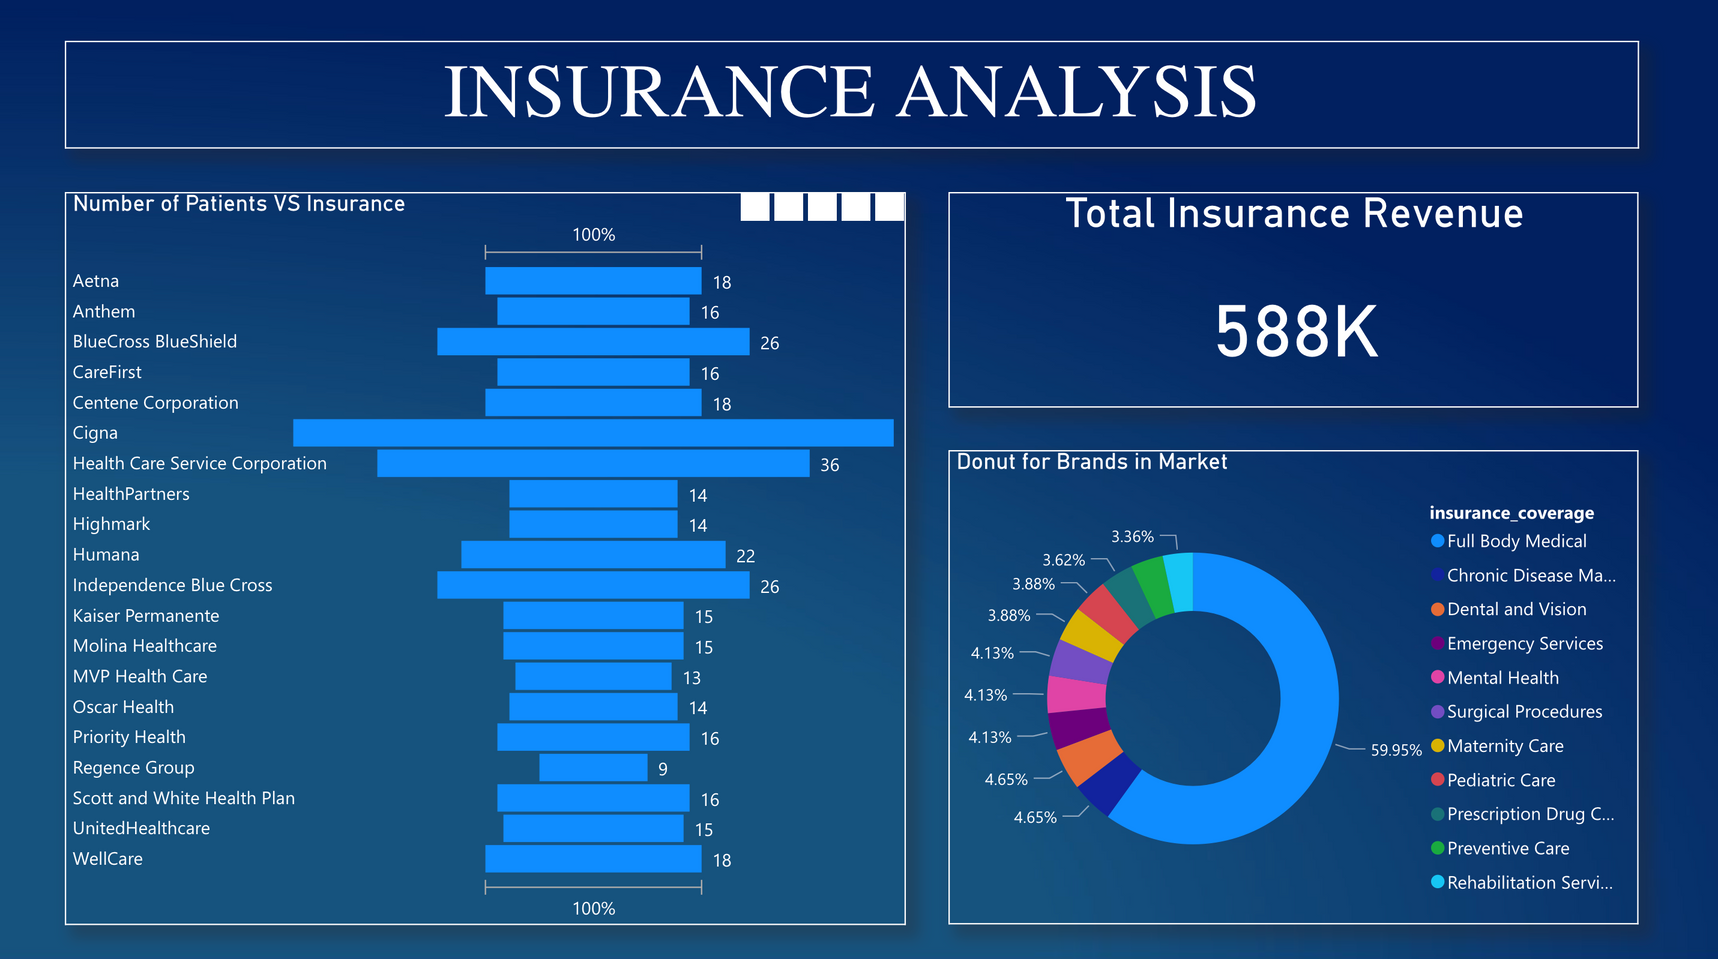 INSURANCE ANALYSIS
Number of Patients VS Insurance
100%
Aetna 18
Anthem 16
BlueCross BlueShield 26
CareFirst 16
Centene Corporation 18
Cigna
Health Care Service Corporation 36
HealthPartners 14
Highmark 14
Humana 22
Independence Blue Cross 26
Kaiser Permanente 15
Molina Healthcare 15
MVP Health Care 13
Oscar Health 14
Priority Health 16
Regence Group 9
Scott and White Health Plan 16
UnitedHealthcare 15
WellCare 18
100%
Total Insurance Revenue
588K
Donut for Brands in Market
3.36%
3.62%
3.88%
3.88%
4.13%
4.13%
4.13%
4.65%
4.65%
59.95%
insurance_coverage
Full Body Medical
Chronic Disease Ma...
Dental and Vision
Emergency Services
Mental Health
Surgical Procedures
Maternity Care
Pediatric Care
Prescription Drug C...
Preventive Care
Rehabilitation Servi...